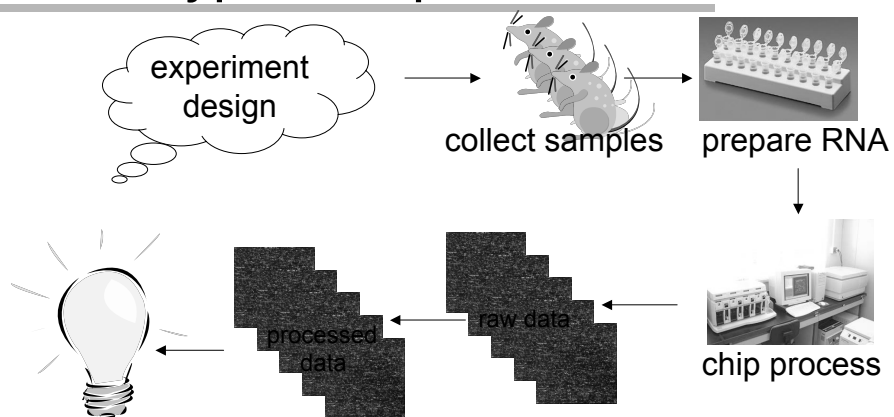 experiment
design
collect samples
prepare RNA
chip process
raw data
processed
data